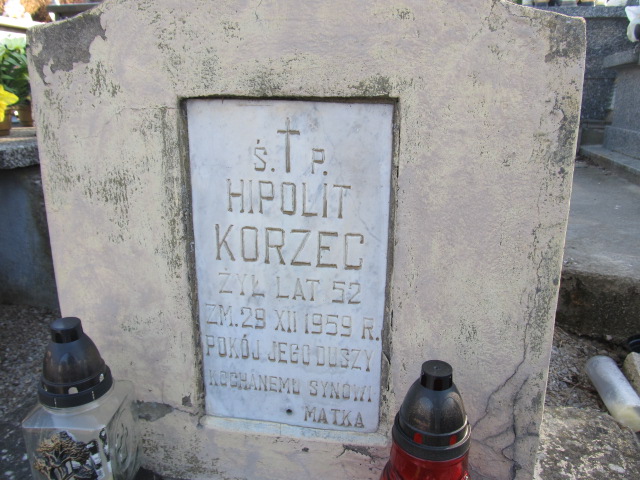 Ś. P.
HIPOLIT
KORZEC
ŻYŁ LAT 52
ZM. 29 XII 1959 R.
POKÓJ JEGO DUSZY
KOCHANEMU SYNOWI
MATKA